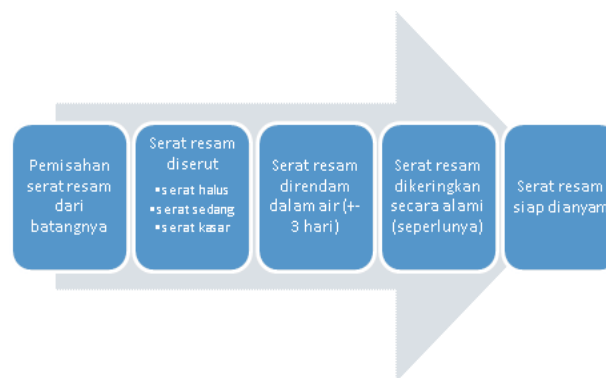 Pemisahan
serat resam
dari
batangnya
Serat resam
diserut
▪serat halus
▪serat sedang
▪serat kasar
Serat resam
direndam
dalam air (+-
3 hari)
Serat resam
dikeringkan
secara alami
(seperlunya)
Serat resam
siap dianyam